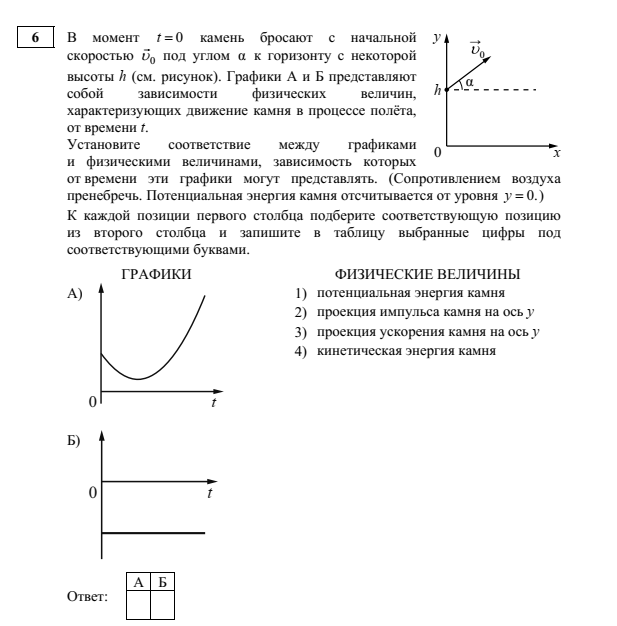 6
В момент t = 0 камень бросают с начальной
скоростью v⃗₀ под углом α к горизонту с некоторой
высоты h (см. рисунок). Графики А и Б представляют
собой зависимости физических величин,
характеризующих движение камня в процессе полёта,
от времени t.
y
v⃗₀
α
h
0
x
Установите соответствие между графиками
и физическими величинами, зависимость которых
от времени эти графики могут представлять. (Сопротивлением воздуха
пренебречь. Потенциальная энергия камня отсчитывается от уровня y = 0.)
К каждой позиции первого столбца подберите соответствующую позицию
из второго столбца и запишите в таблицу выбранные цифры под
соответствующими буквами.
ГРАФИКИ
А)
0
t
Б)
0
t
ФИЗИЧЕСКИЕ ВЕЛИЧИНЫ
1) потенциальная энергия камня
2) проекция импульса камня на ось y
3) проекция ускорения камня на ось y
4) кинетическая энергия камня
Ответ:
А Б